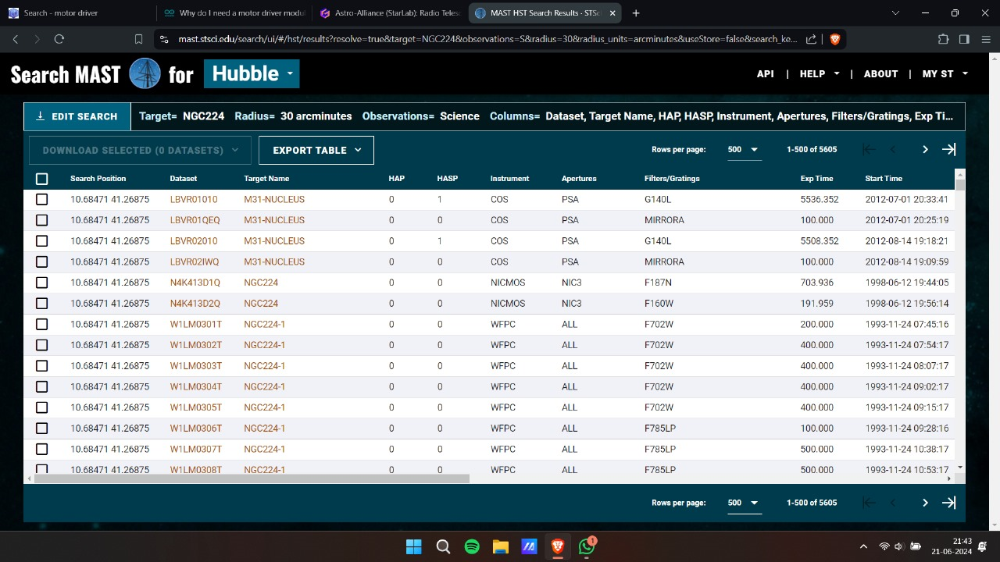 Search - motor driver
Why do I need a motor driver modul
Astro-Alliance (StarLab): Radio Teles
MAST HST Search Results - STSc
mast.stsci.edu/search/ui/#/hst/results?resolve=true&target=NGC224&observations=S&radius=30&radius_units=arcminutes&useStore=false&search_ke...
Search MAST for Hubble
API | HELP | ABOUT | MY ST
EDIT SEARCH Target= NGC224 Radius= 30 arcminutes Observations= Science Columns= Dataset, Target Name, HAP, HASP, Instrument, Apertures, Filters/Gratings, Exp Ti...
DOWNLOAD SELECTED (0 DATASETS) EXPORT TABLE Rows per page: 500 1-500 of 5605
Search Position Dataset Target Name HAP HASP Instrument Apertures Filters/Gratings Exp Time Start Time
10.68471 41.26875 LBVR01010 M31-NUCLEUS 0 1 COS PSA G140L 5536.352 2012-07-01 20:33:41
10.68471 41.26875 LBVR01QEQ M31-NUCLEUS 0 0 COS PSA MIRRORA 100.000 2012-07-01 20:25:19
10.68471 41.26875 LBVR02010 M31-NUCLEUS 0 1 COS PSA G140L 5508.352 2012-08-14 19:18:21
10.68471 41.26875 LBVR02IWQ M31-NUCLEUS 0 0 COS PSA MIRRORA 100.000 2012-08-14 19:09:59
10.68471 41.26875 N4K413D1Q NGC224 0 0 NICMOS NIC3 F187N 703.936 1998-06-12 19:44:05
10.68471 41.26875 N4K413D2Q NGC224 0 0 NICMOS NIC3 F160W 191.959 1998-06-12 19:56:14
10.68471 41.26875 W1LM0301T NGC224-1 0 0 WFPC ALL F702W 200.000 1993-11-24 07:45:16
10.68471 41.26875 W1LM0302T NGC224-1 0 0 WFPC ALL F702W 400.000 1993-11-24 07:54:17
10.68471 41.26875 W1LM0303T NGC224-1 0 0 WFPC ALL F702W 400.000 1993-11-24 08:07:17
10.68471 41.26875 W1LM0304T NGC224-1 0 0 WFPC ALL F702W 400.000 1993-11-24 09:02:17
10.68471 41.26875 W1LM0305T NGC224-1 0 0 WFPC ALL F702W 400.000 1993-11-24 09:15:17
10.68471 41.26875 W1LM0306T NGC224-1 0 0 WFPC ALL F785LP 100.000 1993-11-24 09:28:16
10.68471 41.26875 W1LM0307T NGC224-1 0 0 WFPC ALL F785LP 500.000 1993-11-24 10:38:17
10.68471 41.26875 W1LM0308T NGC224-1 0 0 WFPC ALL F785LP 500.000 1993-11-24 10:53:17
Rows per page: 500 1-500 of 5605
1
21:43
21-06-2024